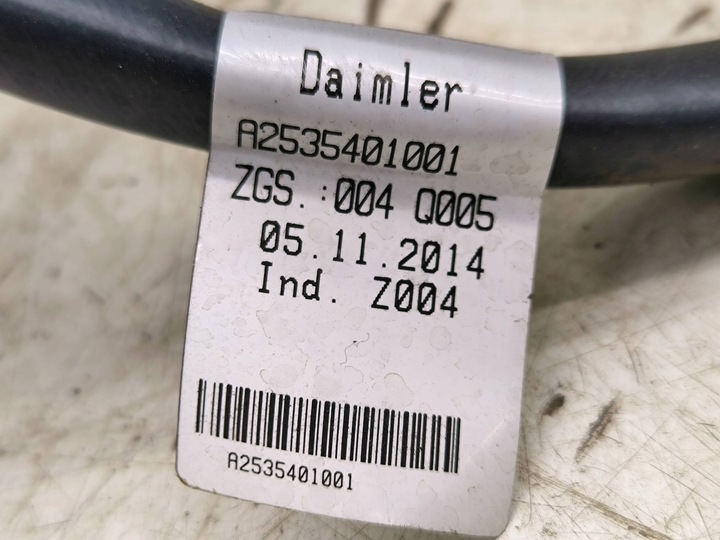 Daimler
A2535401001
ZGS.:004 Q005
05.11.2014
Ind. Z004
A2535401001